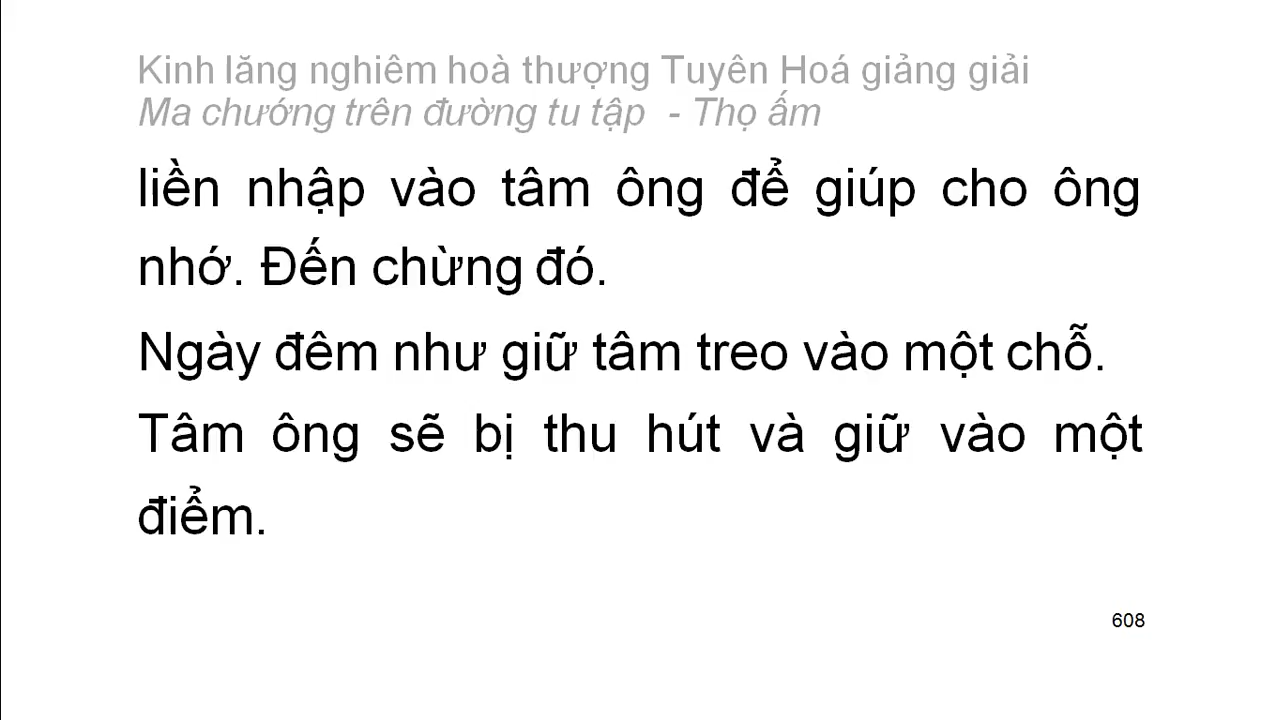 Kinh lăng nghiêm hoà thượng Tuyên Hoá giảng giải
Ma chướng trên đường tu tập - Thọ ấm
liền nhập vào tâm ông để giúp cho ông
nhớ. Đến chừng đó.
Ngày đêm như giữ tâm treo vào một chỗ.
Tâm ông sẽ bị thu hút và giữ vào một
điểm.
608